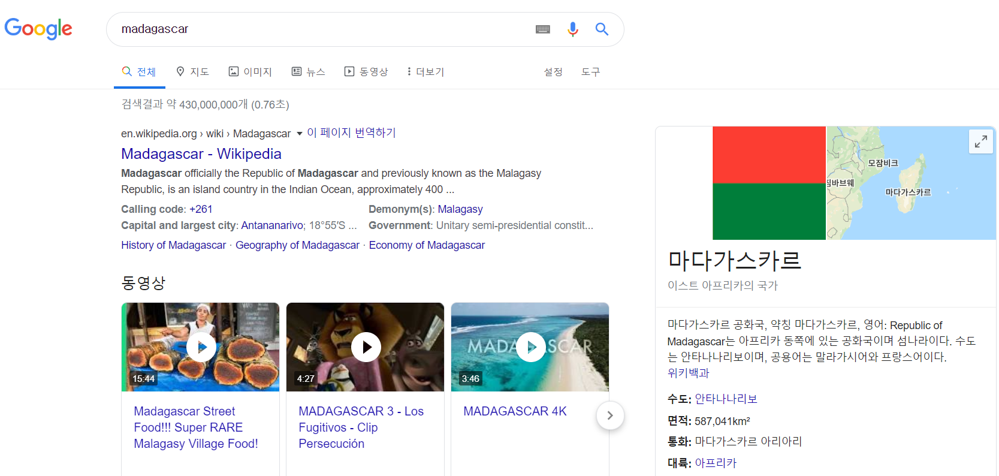 Google
madagascar
전체
지도
이미지
뉴스
동영상
더보기
설정
도구
검색결과 약 430,000,000개 (0.76초)
en.wikipedia.org › wiki › Madagascar
이 페이지 번역하기
Madagascar - Wikipedia
Madagascar officially the Republic of Madagascar and previously known as the Malagasy
Republic, is an island country in the Indian Ocean, approximately 400 ...
Calling code: +261
Demonym(s): Malagasy
Capital and largest city: Antananarivo; 18°55′S ...
Government: Unitary semi-presidential constit...
History of Madagascar · Geography of Madagascar · Economy of Madagascar
동영상
15:44
4:27
MADAGASCAR
3:46
Madagascar Street
Food!!! Super RARE
Malagasy Village Food!
MADAGASCAR 3 - Los
Fugitivos - Clip
Persecución
MADAGASCAR 4K
모잠비크
짐바브웨
마다가스카르
마다가스카르
이스트 아프리카의 국가
마다가스카르 공화국, 약칭 마다가스카르, 영어: Republic of
Madagascar는 아프리카 동쪽에 있는 공화국이며 섬나라이다. 수도
는 안타나나리보이며, 공용어는 말라가시어와 프랑스어이다.
위키백과
수도: 안타나나리보
면적: 587,041km²
통화: 마다가스카르 아리아리
대륙: 아프리카